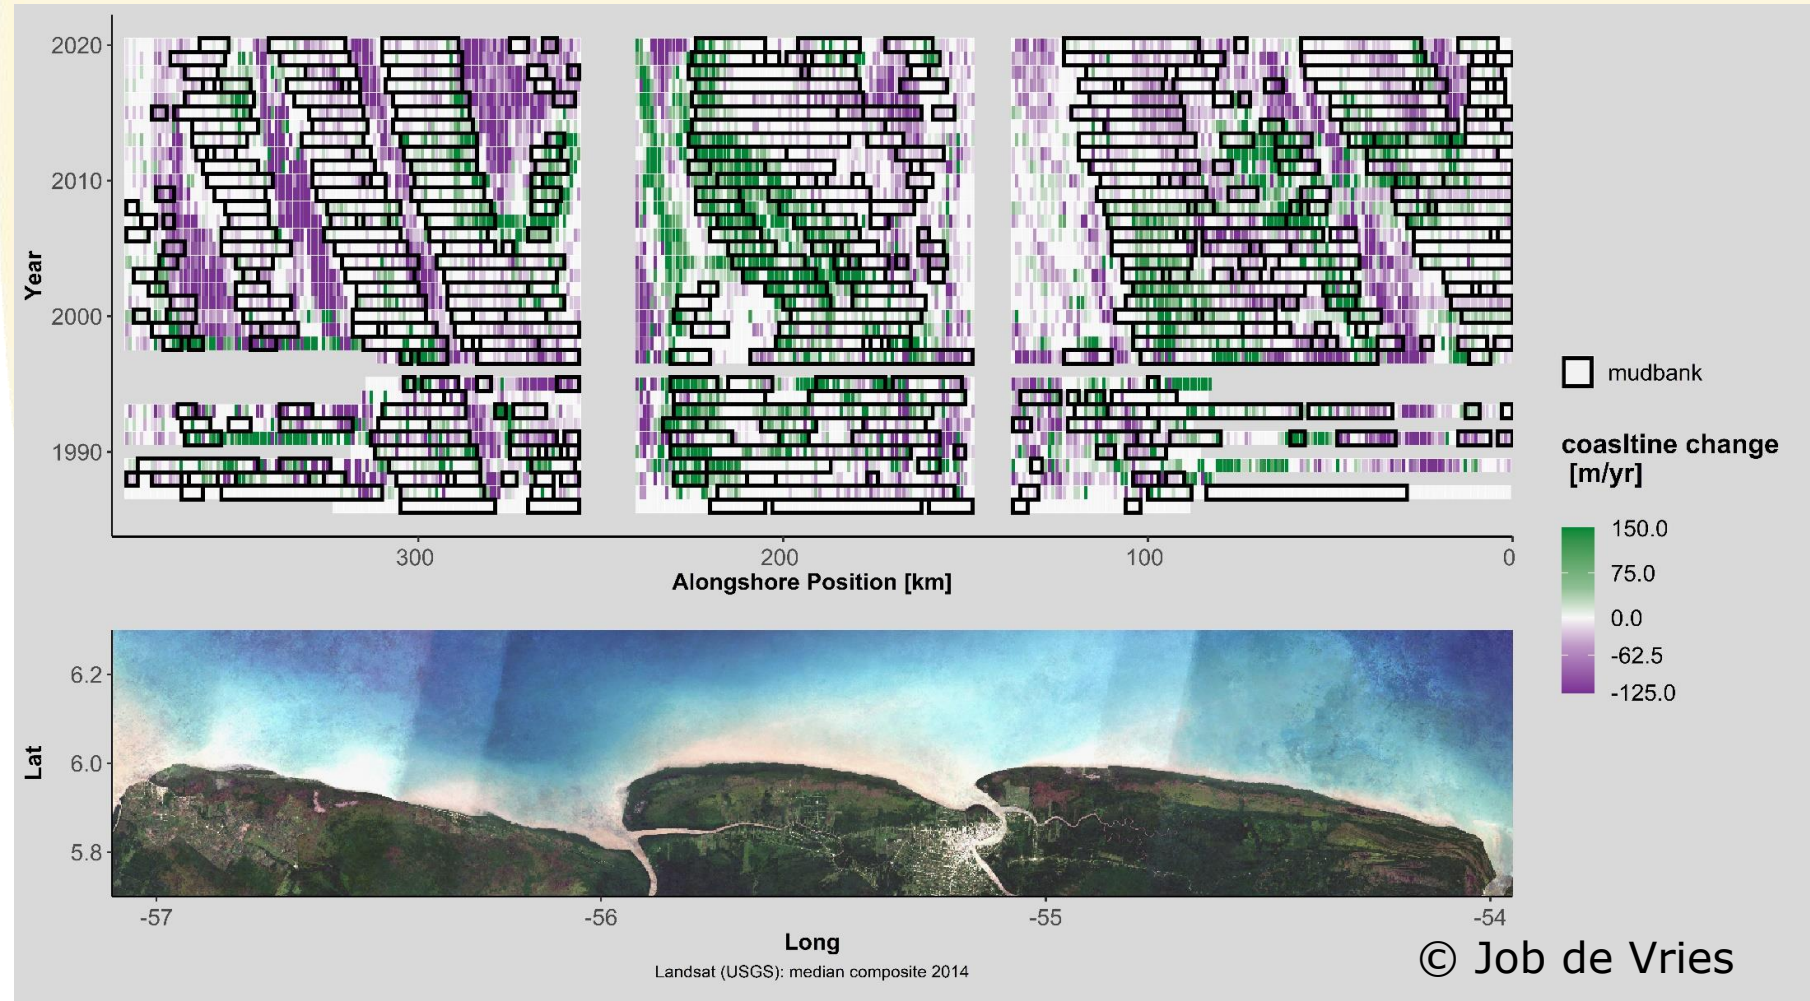 2020
2010
2000
1990
Year
300
200
100
0
Alongshore Position [km]
mudbank
coasltine change
[m/yr]
150.0
75.0
0.0
-62.5
-125.0
6.2
6.0
5.8
Lat
-57
-56
-55
-54
Long
Landsat (USGS): median composite 2014
© Job de Vries